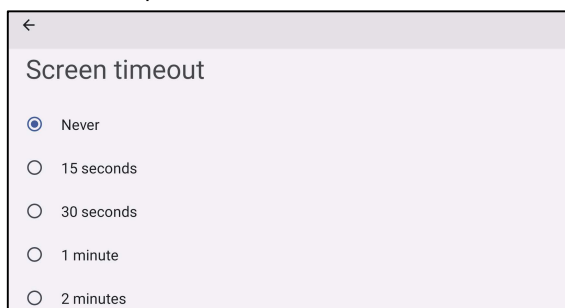 Screen timeout
Never
15 seconds
30 seconds
1 minute
2 minutes